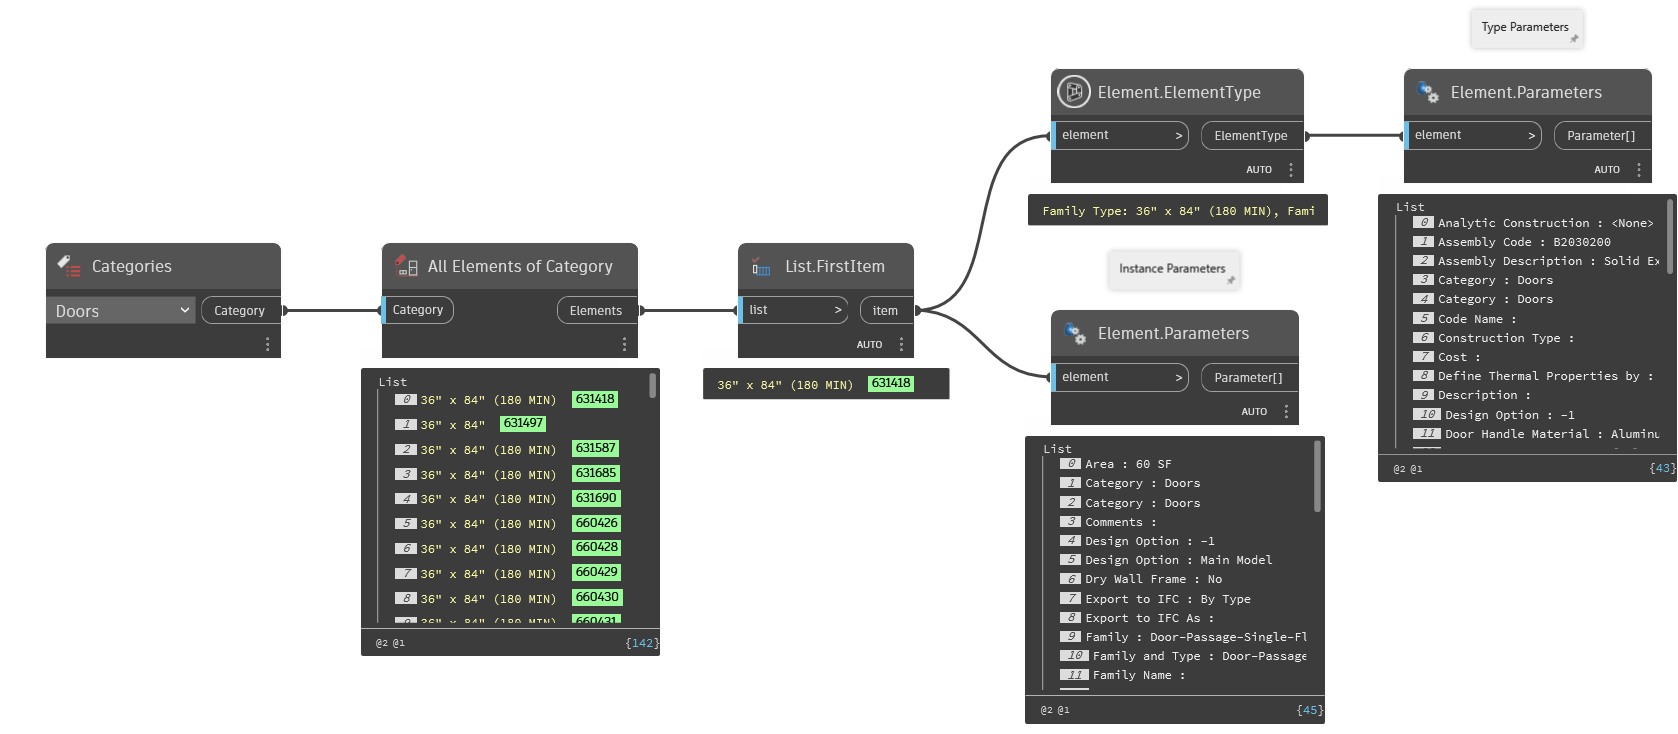 Type Parameters
Element.ElementType
element
>
ElementType
AUTO
Family Type: 36" x 84" (180 MIN), Fami
Element.Parameters
element
>
Parameter[]
AUTO
List
0 Analytic Construction : <None>
1 Assembly Code : B2030200
2 Assembly Description : Solid Ex
3 Category : Doors
4 Category : Doors
5 Code Name :
6 Construction Type :
7 Cost :
8 Define Thermal Properties by :
9 Description :
10 Design Option : -1
11 Door Handle Material : Aluminu
@2 @1
{43}
Categories
Doors
Category
All Elements of Category
Category
Elements
List
0 36" x 84" (180 MIN) 631418
1 36" x 84" 631497
2 36" x 84" (180 MIN) 631587
3 36" x 84" (180 MIN) 631685
4 36" x 84" (180 MIN) 631690
5 36" x 84" (180 MIN) 660426
6 36" x 84" (180 MIN) 660428
7 36" x 84" (180 MIN) 660429
8 36" x 84" (180 MIN) 660430
9 36" x 84" (180 MIN) 660431
@2 @1
{142}
List.FirstItem
list
>
item
AUTO
36" x 84" (180 MIN) 631418
Instance Parameters
Element.Parameters
element
>
Parameter[]
AUTO
List
0 Area : 60 SF
1 Category : Doors
2 Category : Doors
3 Comments :
4 Design Option : -1
5 Design Option : Main Model
6 Dry Wall Frame : No
7 Export to IFC : By Type
8 Export to IFC As :
9 Family : Door-Passage-Single-Fl
10 Family and Type : Door-Passage
11 Family Name :
@2 @1
{45}